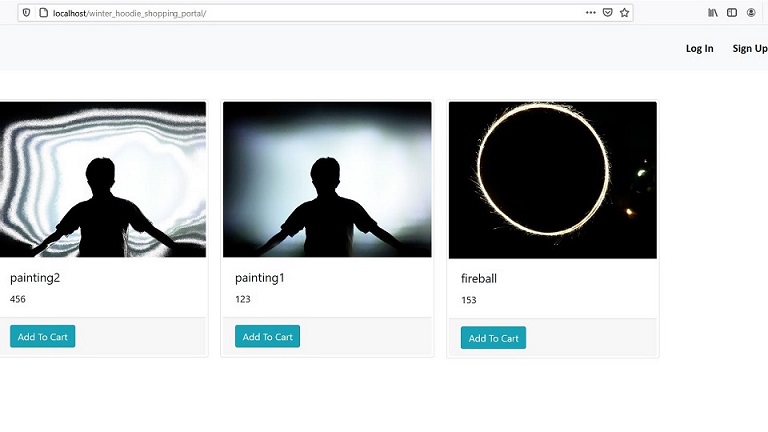 localhost/winter_hoodie_shopping_portal/
Log In Sign Up
painting2
456
Add To Cart
painting1
123
Add To Cart
fireball
153
Add To Cart